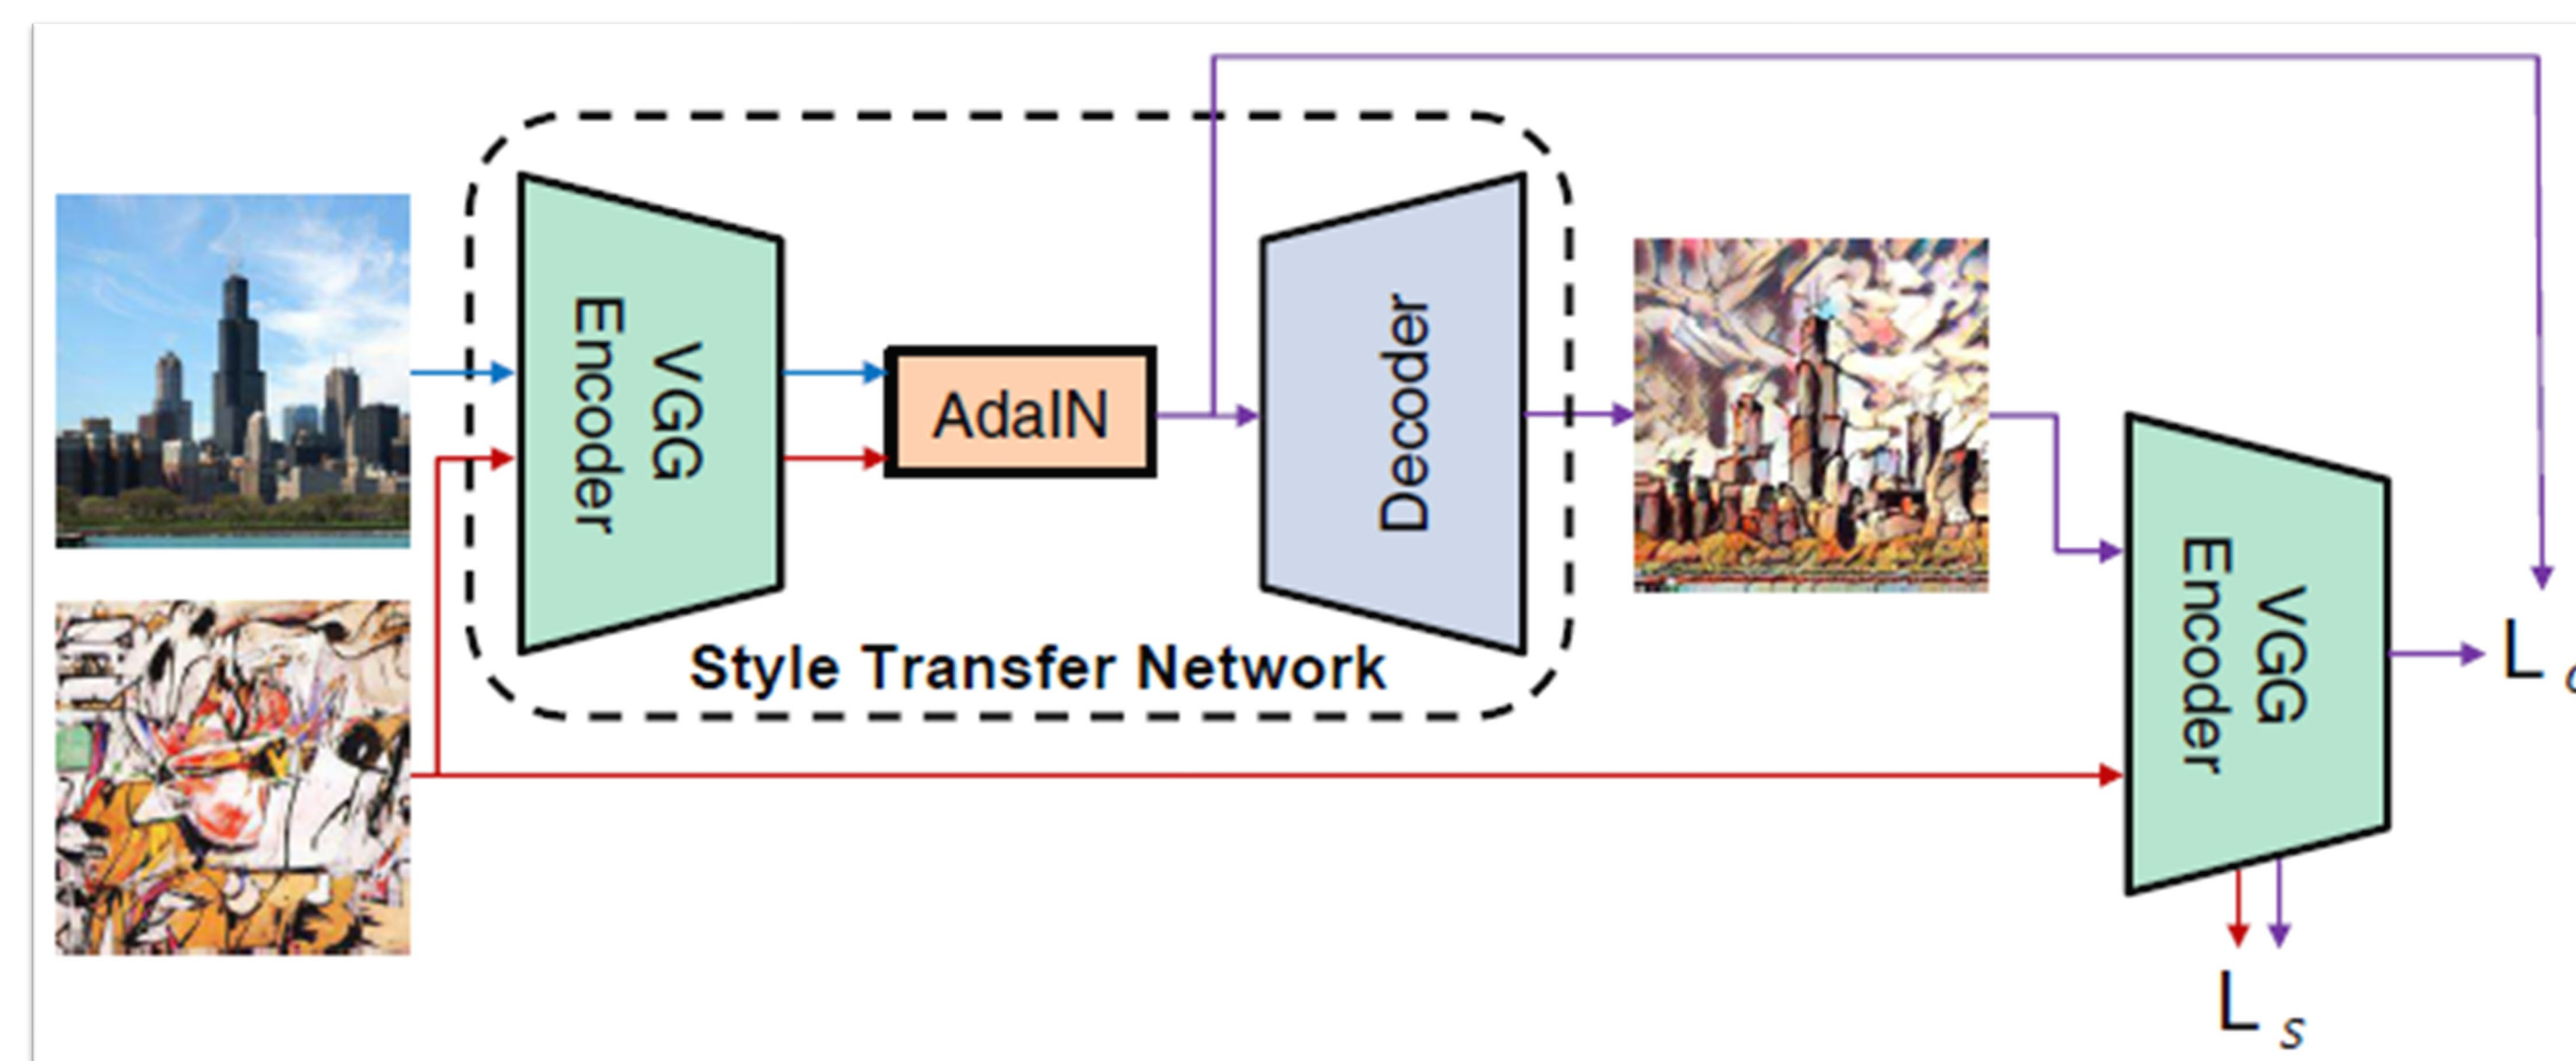 VGG
Encoder
AdaIN
Decoder
Style Transfer Network
VGG
Encoder
L
L s